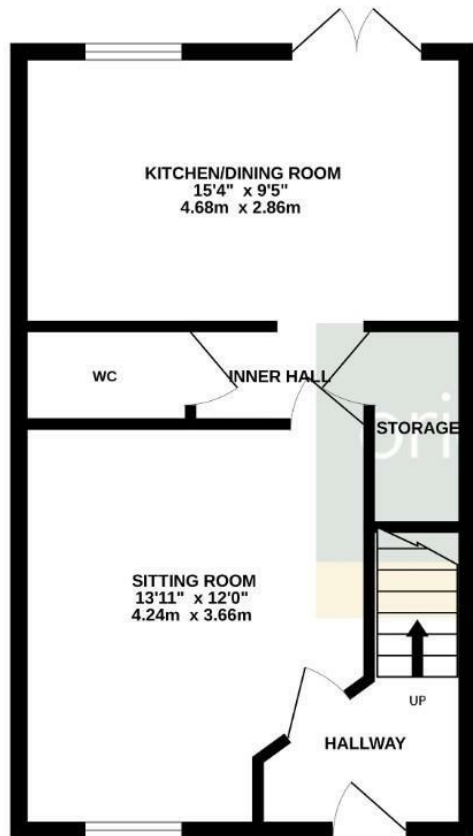 KITCHEN/DINING ROOM
15'4" x 9'5"
4.68m x 2.86m
WC
INNER HALL
STORAGE
ori
SITTING ROOM
13'11" x 12'0"
4.24m x 3.66m
UP
HALLWAY